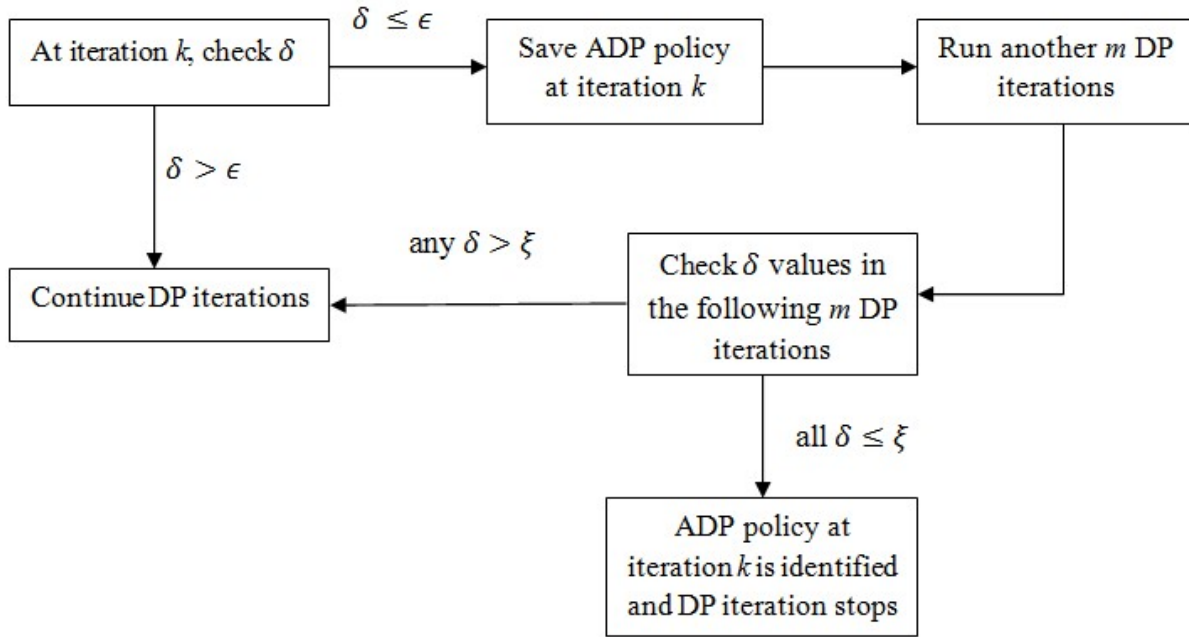 At iteration k, check δ
δ ≤ ϵ
Save ADP policy
at iteration k
Run another m DP
iterations
δ > ϵ
any δ > ξ
Continue DP iterations
Check δ values in
the following m DP
iterations
all δ ≤ ξ
ADP policy at
iteration k is identified
and DP iteration stops